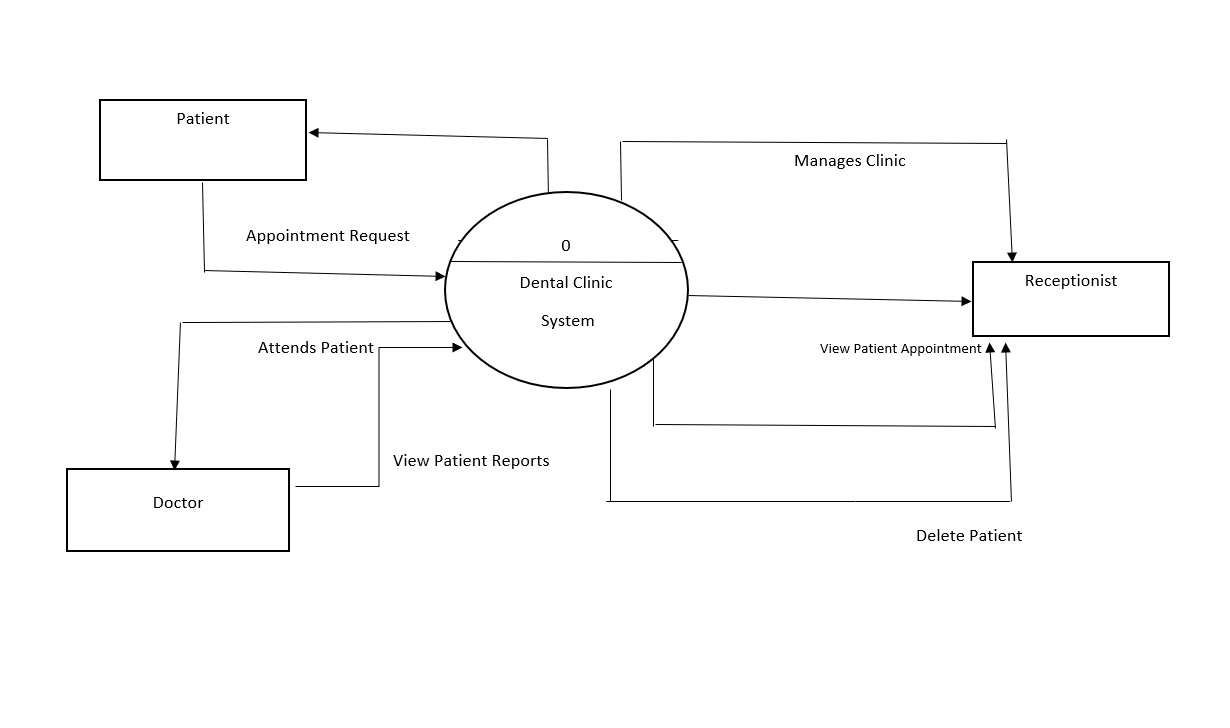 Patient
Manages Clinic
Appointment Request
0
Dental Clinic
System
Receptionist
Attends Patient
View Patient Appointment
View Patient Reports
Doctor
Delete Patient